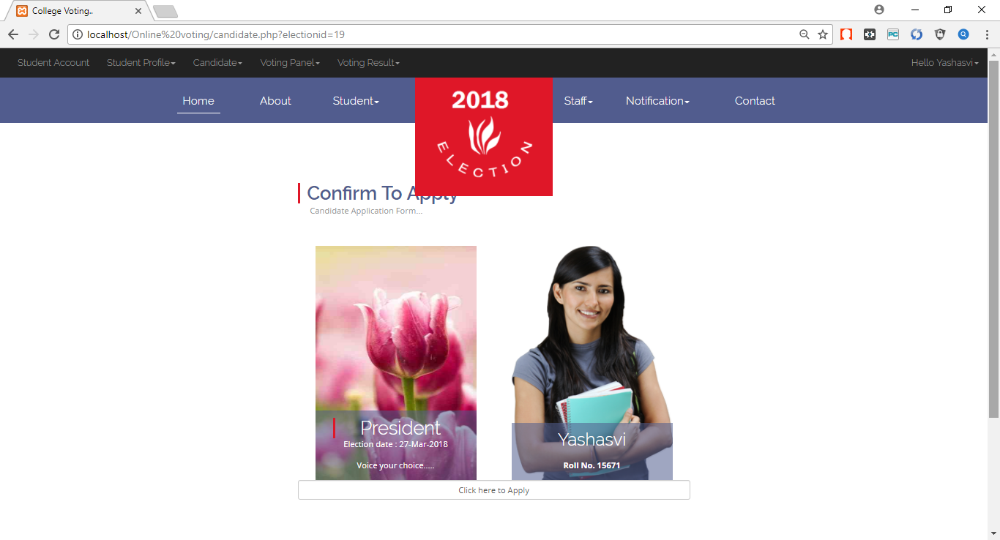 College Voting..
localhost/Online%20voting/candidate.php?electionid=19
PC
Student Account Student Profile Candidate Voting Panel Voting Result Hello Yashasvi
Home About Student Staff Notification Contact
2018
ELECTION
Confirm To Apply
Candidate Application Form...
President
Election date : 27-Mar-2018
Voice your choice.....
Yashasvi
Roll No. 15671
Click here to Apply